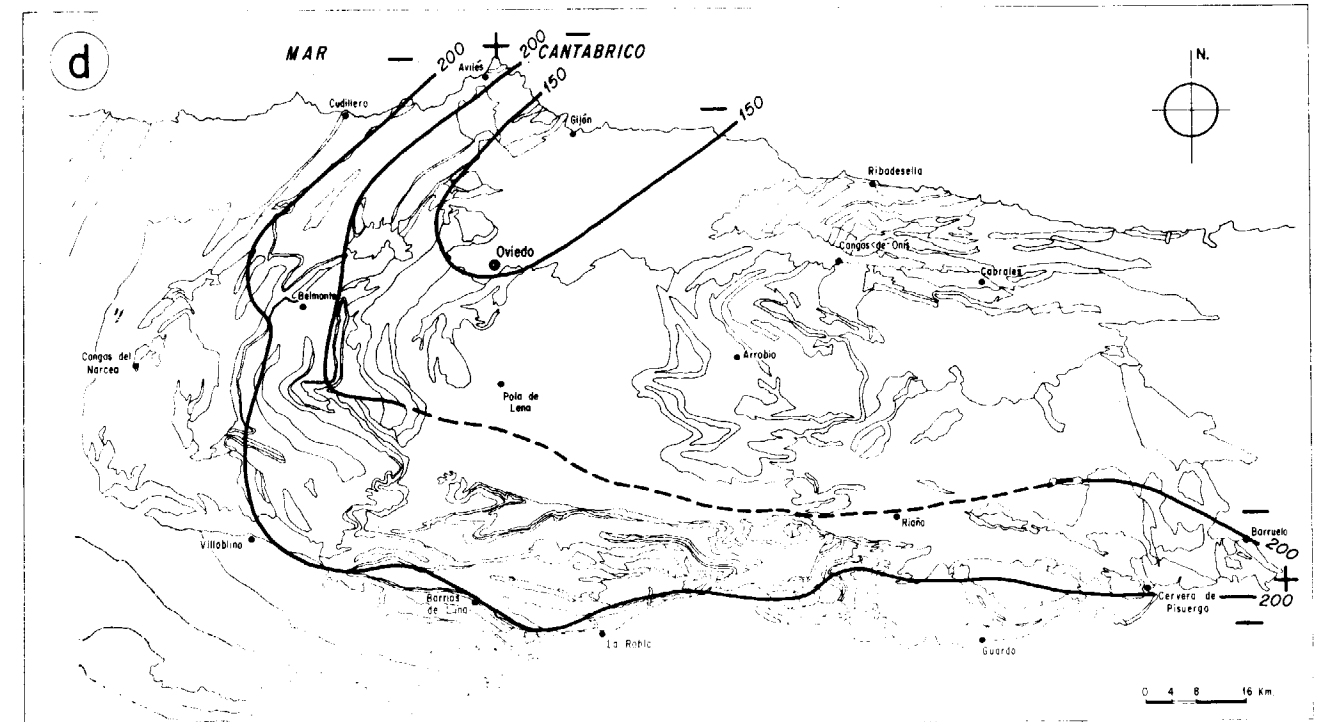 d
MAR
CANTABRICO
N.
200
200
150
150
Avilés
Cudillero
Gijón
Ribadesella
Oviedo
Cangas de Onís
Cabrales
Belmonte
Cangas del
Narcea
Arrobio
Pola de
Lena
Riaño
Barruelo
200
Villablino
Barrios
de Luna
Cervera de
Pisuerga
200
La Robla
Guardo
0 4 8 16 Km.